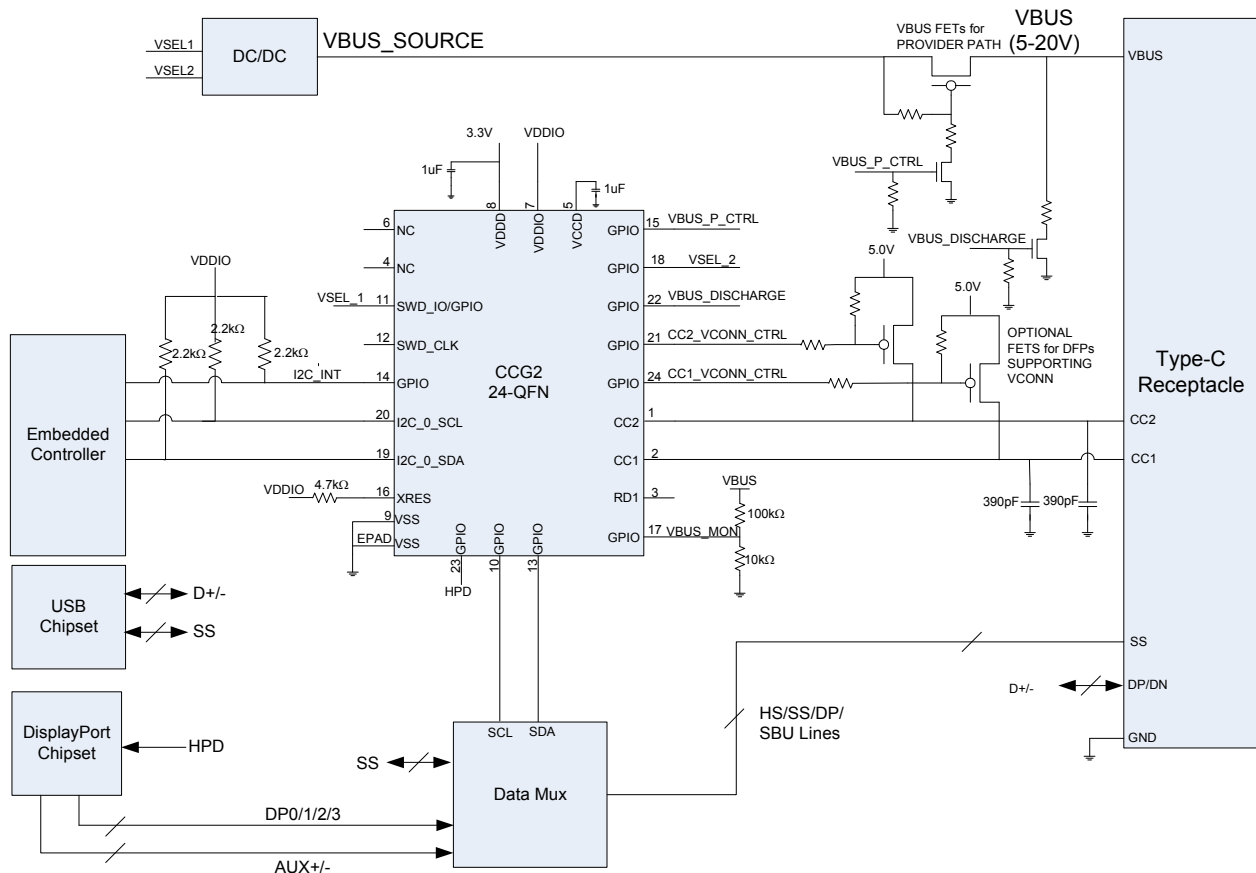 VSEL1
VSEL2
DC/DC
VBUS_SOURCE
VBUS FETs for
PROVIDER PATH
VBUS
(5-20V)
VBUS
VBUS_P_CTRL
VBUS_DISCHARGE
3.3V
VDDIO
1uF
1uF
8
7
5
VDDD
VDDIO
VCCD
6
NC
4
NC
VSEL_1
11
SWD_IO/GPIO
12
SWD_CLK
I2C_INT
14
GPIO
20
I2C_0_SCL
19
I2C_0_SDA
VDDIO
4.7kΩ
16
XRES
9
VSS
EPAD
VSS
VDDIO
2.2kΩ
2.2kΩ
2.2kΩ
CCG2
24-QFN
GPIO
15
VBUS_P_CTRL
GPIO
18
VSEL_2
GPIO
22
VBUS_DISCHARGE
GPIO
21
CC2_VCONN_CTRL
GPIO
24
CC1_VCONN_CTRL
CC2
1
CC1
2
RD1
3
GPIO
17
VBUS_MON
GPIO
23
HPD
GPIO
10
GPIO
13
5.0V
5.0V
OPTIONAL
FETS for DFPs
SUPPORTING
VCONN
VBUS
100kΩ
10kΩ
390pF
390pF
Type-C
Receptacle
CC2
CC1
SS
D+/-
DP/DN
GND
Embedded
Controller
USB
Chipset
D+/-
SS
DisplayPort
Chipset
HPD
DP0/1/2/3
AUX+/-
SS
SCL
SDA
Data Mux
HS/SS/DP/
SBU Lines